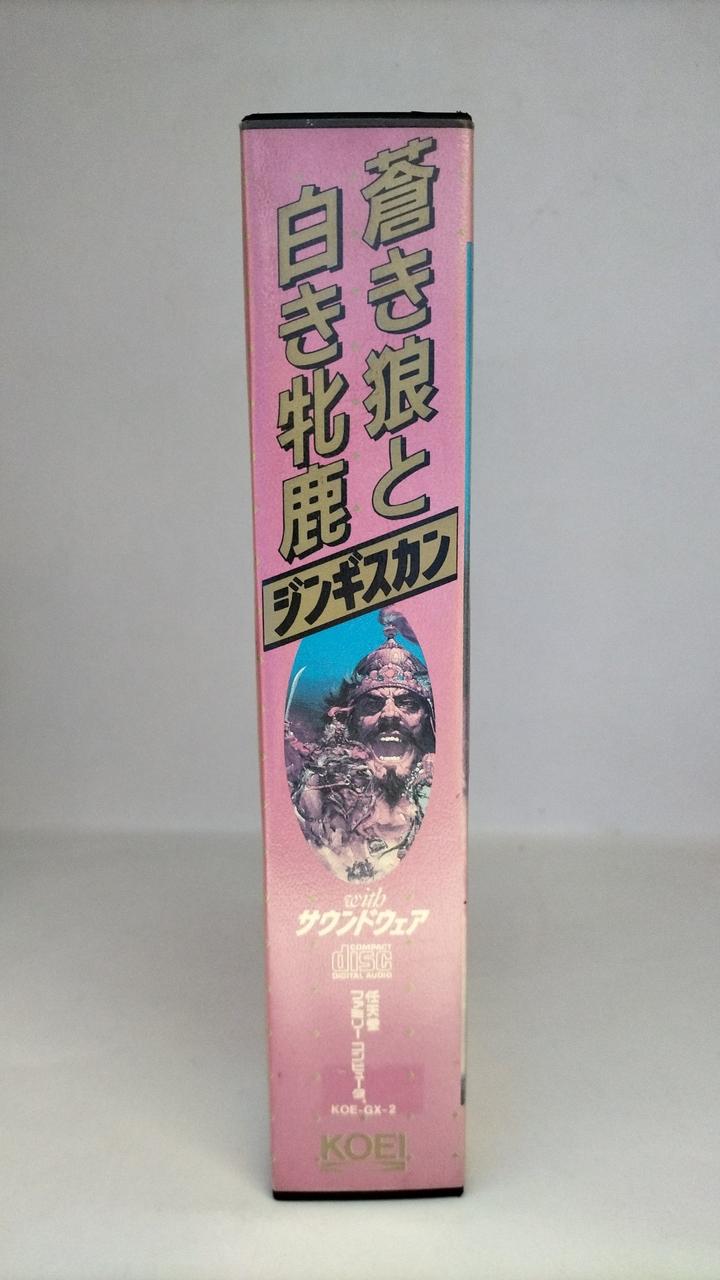 蒼き狼と
白き牝鹿
ジンギスカン
with
サウンドウェア
COMPACT
disc
DIGITAL AUDIO
任天堂
ファミリーコンピュータ
KOE-GX-2
KOEI